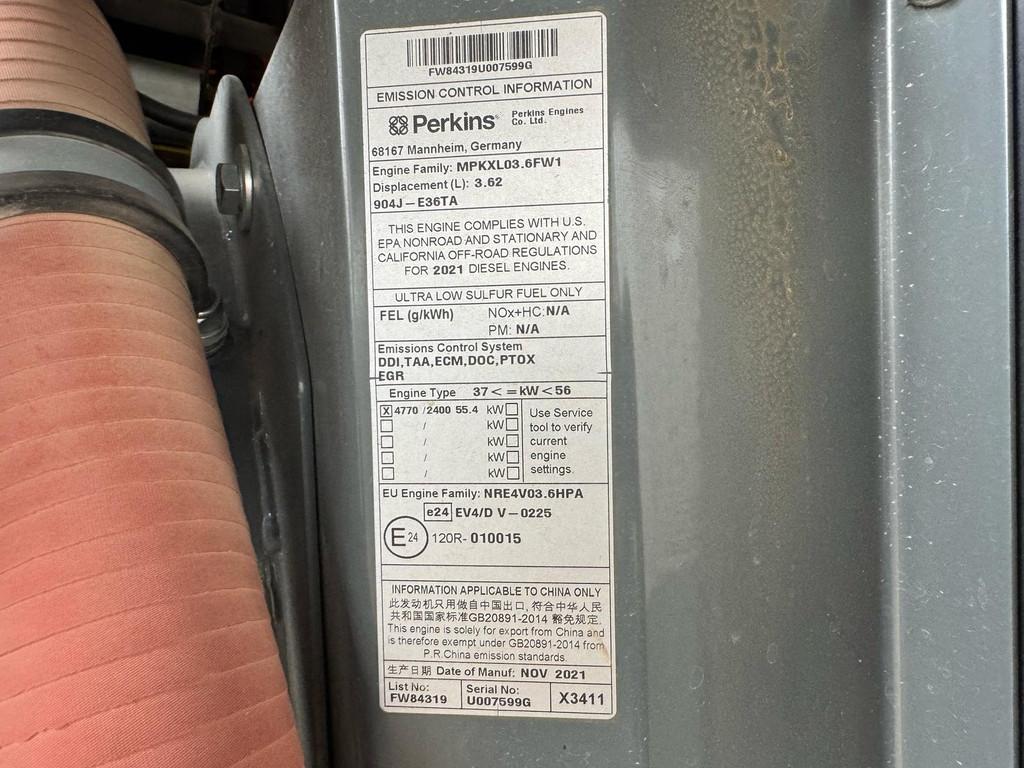 FW84319U007599G
EMISSION CONTROL INFORMATION
Perkins Perkins Engines
Co. Ltd.
68167 Mannheim, Germany
Engine Family: MPKXL03.6FW1
Displacement (L): 3.62
904J-E36TA
THIS ENGINE COMPLIES WITH U.S.
EPA NONROAD AND STATIONARY AND
CALIFORNIA OFF-ROAD REGULATIONS
FOR 2021 DIESEL ENGINES.
ULTRA LOW SULFUR FUEL ONLY
FEL (g/kWh) NOx+HC: N/A
PM: N/A
Emissions Control System
DDI,TAA,ECM,DOC,PTOX
EGR
Engine Type 37<=kW<56
X 4770 /2400 55.4 kW
/ kW
/ kW
/ kW
/ kW
Use Service
tool to verify
current
engine
settings.
EU Engine Family: NRE4V03.6HPA
e24 EV4/D V-0225
E24 120R-010015
INFORMATION APPLICABLE TO CHINA ONLY
此发动机只用做自中国出口, 符合中华人民
共和国国家标准GB20891-2014 豁免规定.
This engine is solely for export from China and
is therefore exempt under GB20891-2014 from
P.R.China emission standards.
生产日期 Date of Manuf: NOV 2021
List No:
FW84319
Serial No:
U007599G
X3411